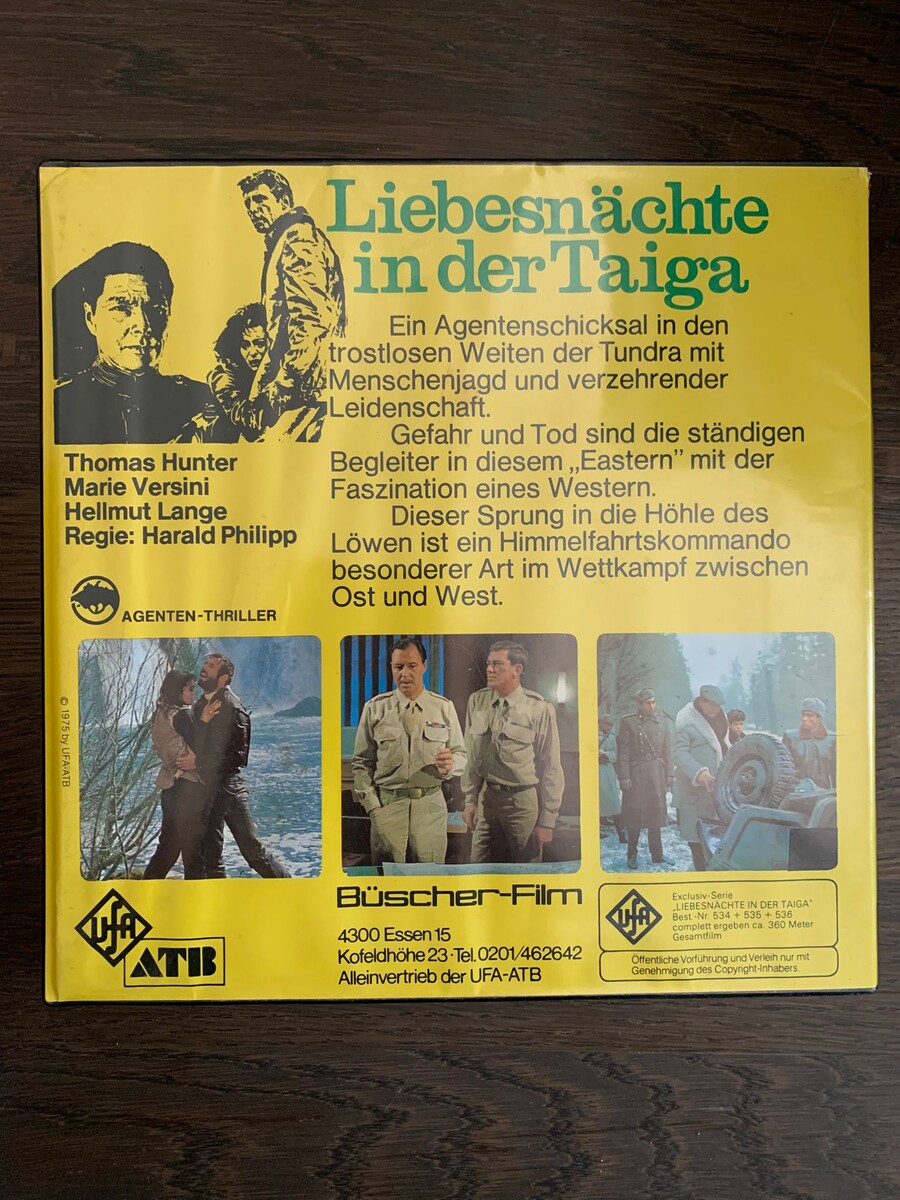 Liebesnächte
in der Taiga
Ein Agentenschicksal in den
trostlosen Weiten der Tundra mit
Menschenjagd und verzehrender
Leidenschaft.
Gefahr und Tod sind die ständigen
Begleiter in diesem „Eastern” mit der
Faszination eines Western.
Dieser Sprung in die Höhle des
Löwen ist ein Himmelfahrtskommando
besonderer Art im Wettkampf zwischen
Ost und West.
Thomas Hunter
Marie Versini
Hellmut Lange
Regie: Harald Philipp
AGENTEN-THRILLER
© 1975 by UFA-ATB
UFA
ATB
Büscher-Film
4300 Essen 15
Kofeldhöhe 23·Tel. 0201/462642
Alleinvertrieb der UFA-ATB
UFA
Exclusiv-Serie
„LIEBESNÄCHTE IN DER TAIGA"
Best.-Nr. 534 + 535 + 536
complett ergeben ca. 360 Meter
Gesamtfilm
Öffentliche Vorführung und Verleih nur mit
Genehmigung des Copyright-Inhabers.